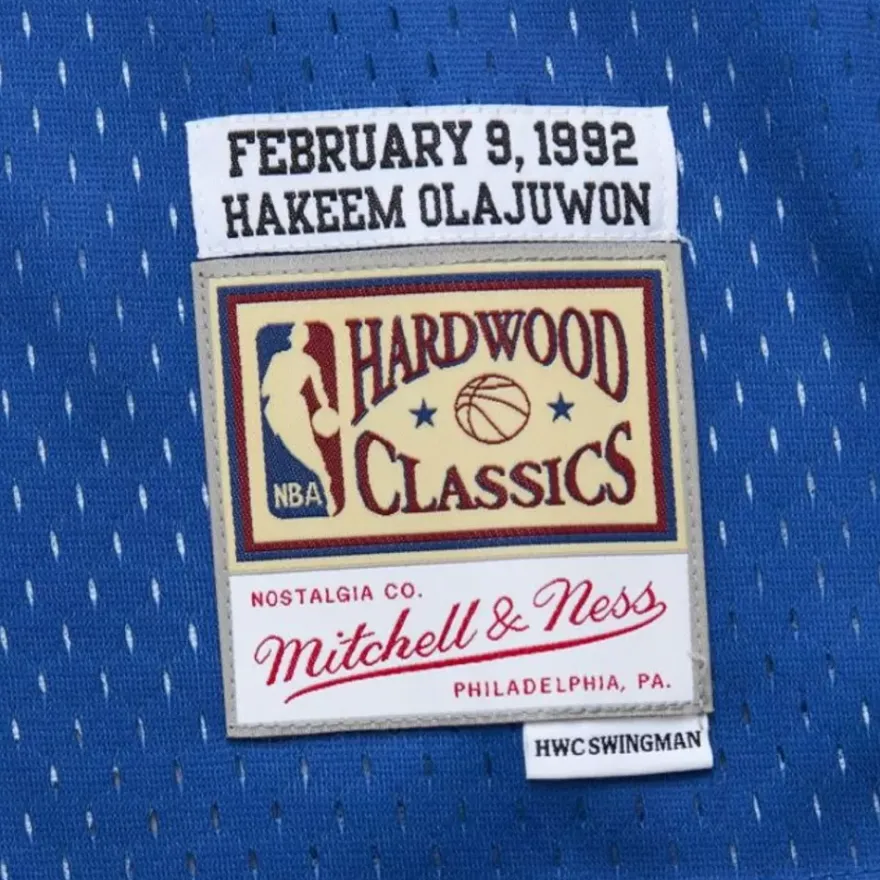 FEBRUARY 9, 1992
HAKEEM OLAJUWON
HARDWOOD
CLASSICS
NBA
NOSTALGIA CO.
Mitchell & Ness
PHILADELPHIA, PA.
HWC SWINGMAN